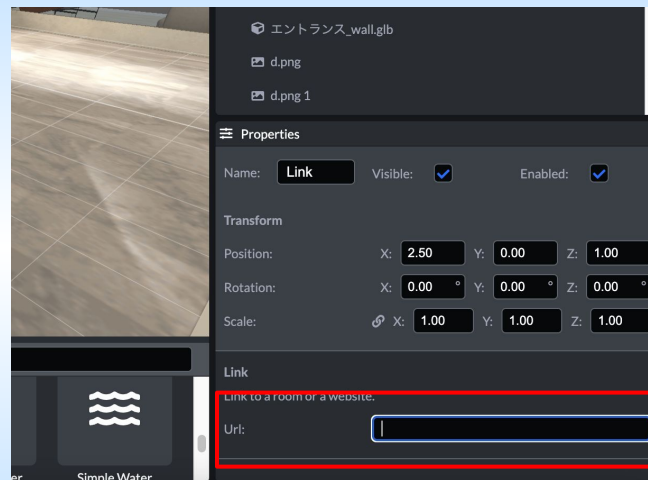 エントランス_wall.glb
d.png
d.png 1
Properties
Name: Link Visible: Enabled:
Transform
Position: X: 2.50 Y: 0.00 Z: 1.00
Rotation: X: 0.00 ° Y: 0.00 ° Z: 0.00 °
Scale: X: 1.00 Y: 1.00 Z: 1.00
Link
Link to a room or a website.
Url:
er Simple Water